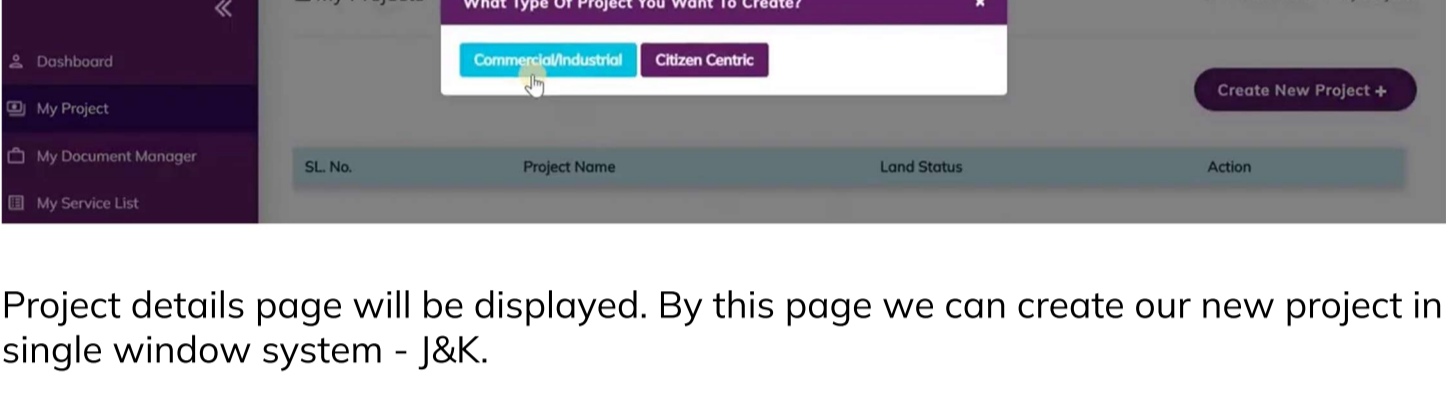 What Type Of Project You Want To Create?
Commercial/Industrial Citizen Centric
Dashboard
My Project
Create New Project +
My Document Manager
My Service List
SL. No. Project Name Land Status Action
Project details page will be displayed. By this page we can create our new project in
single window system - J&K.